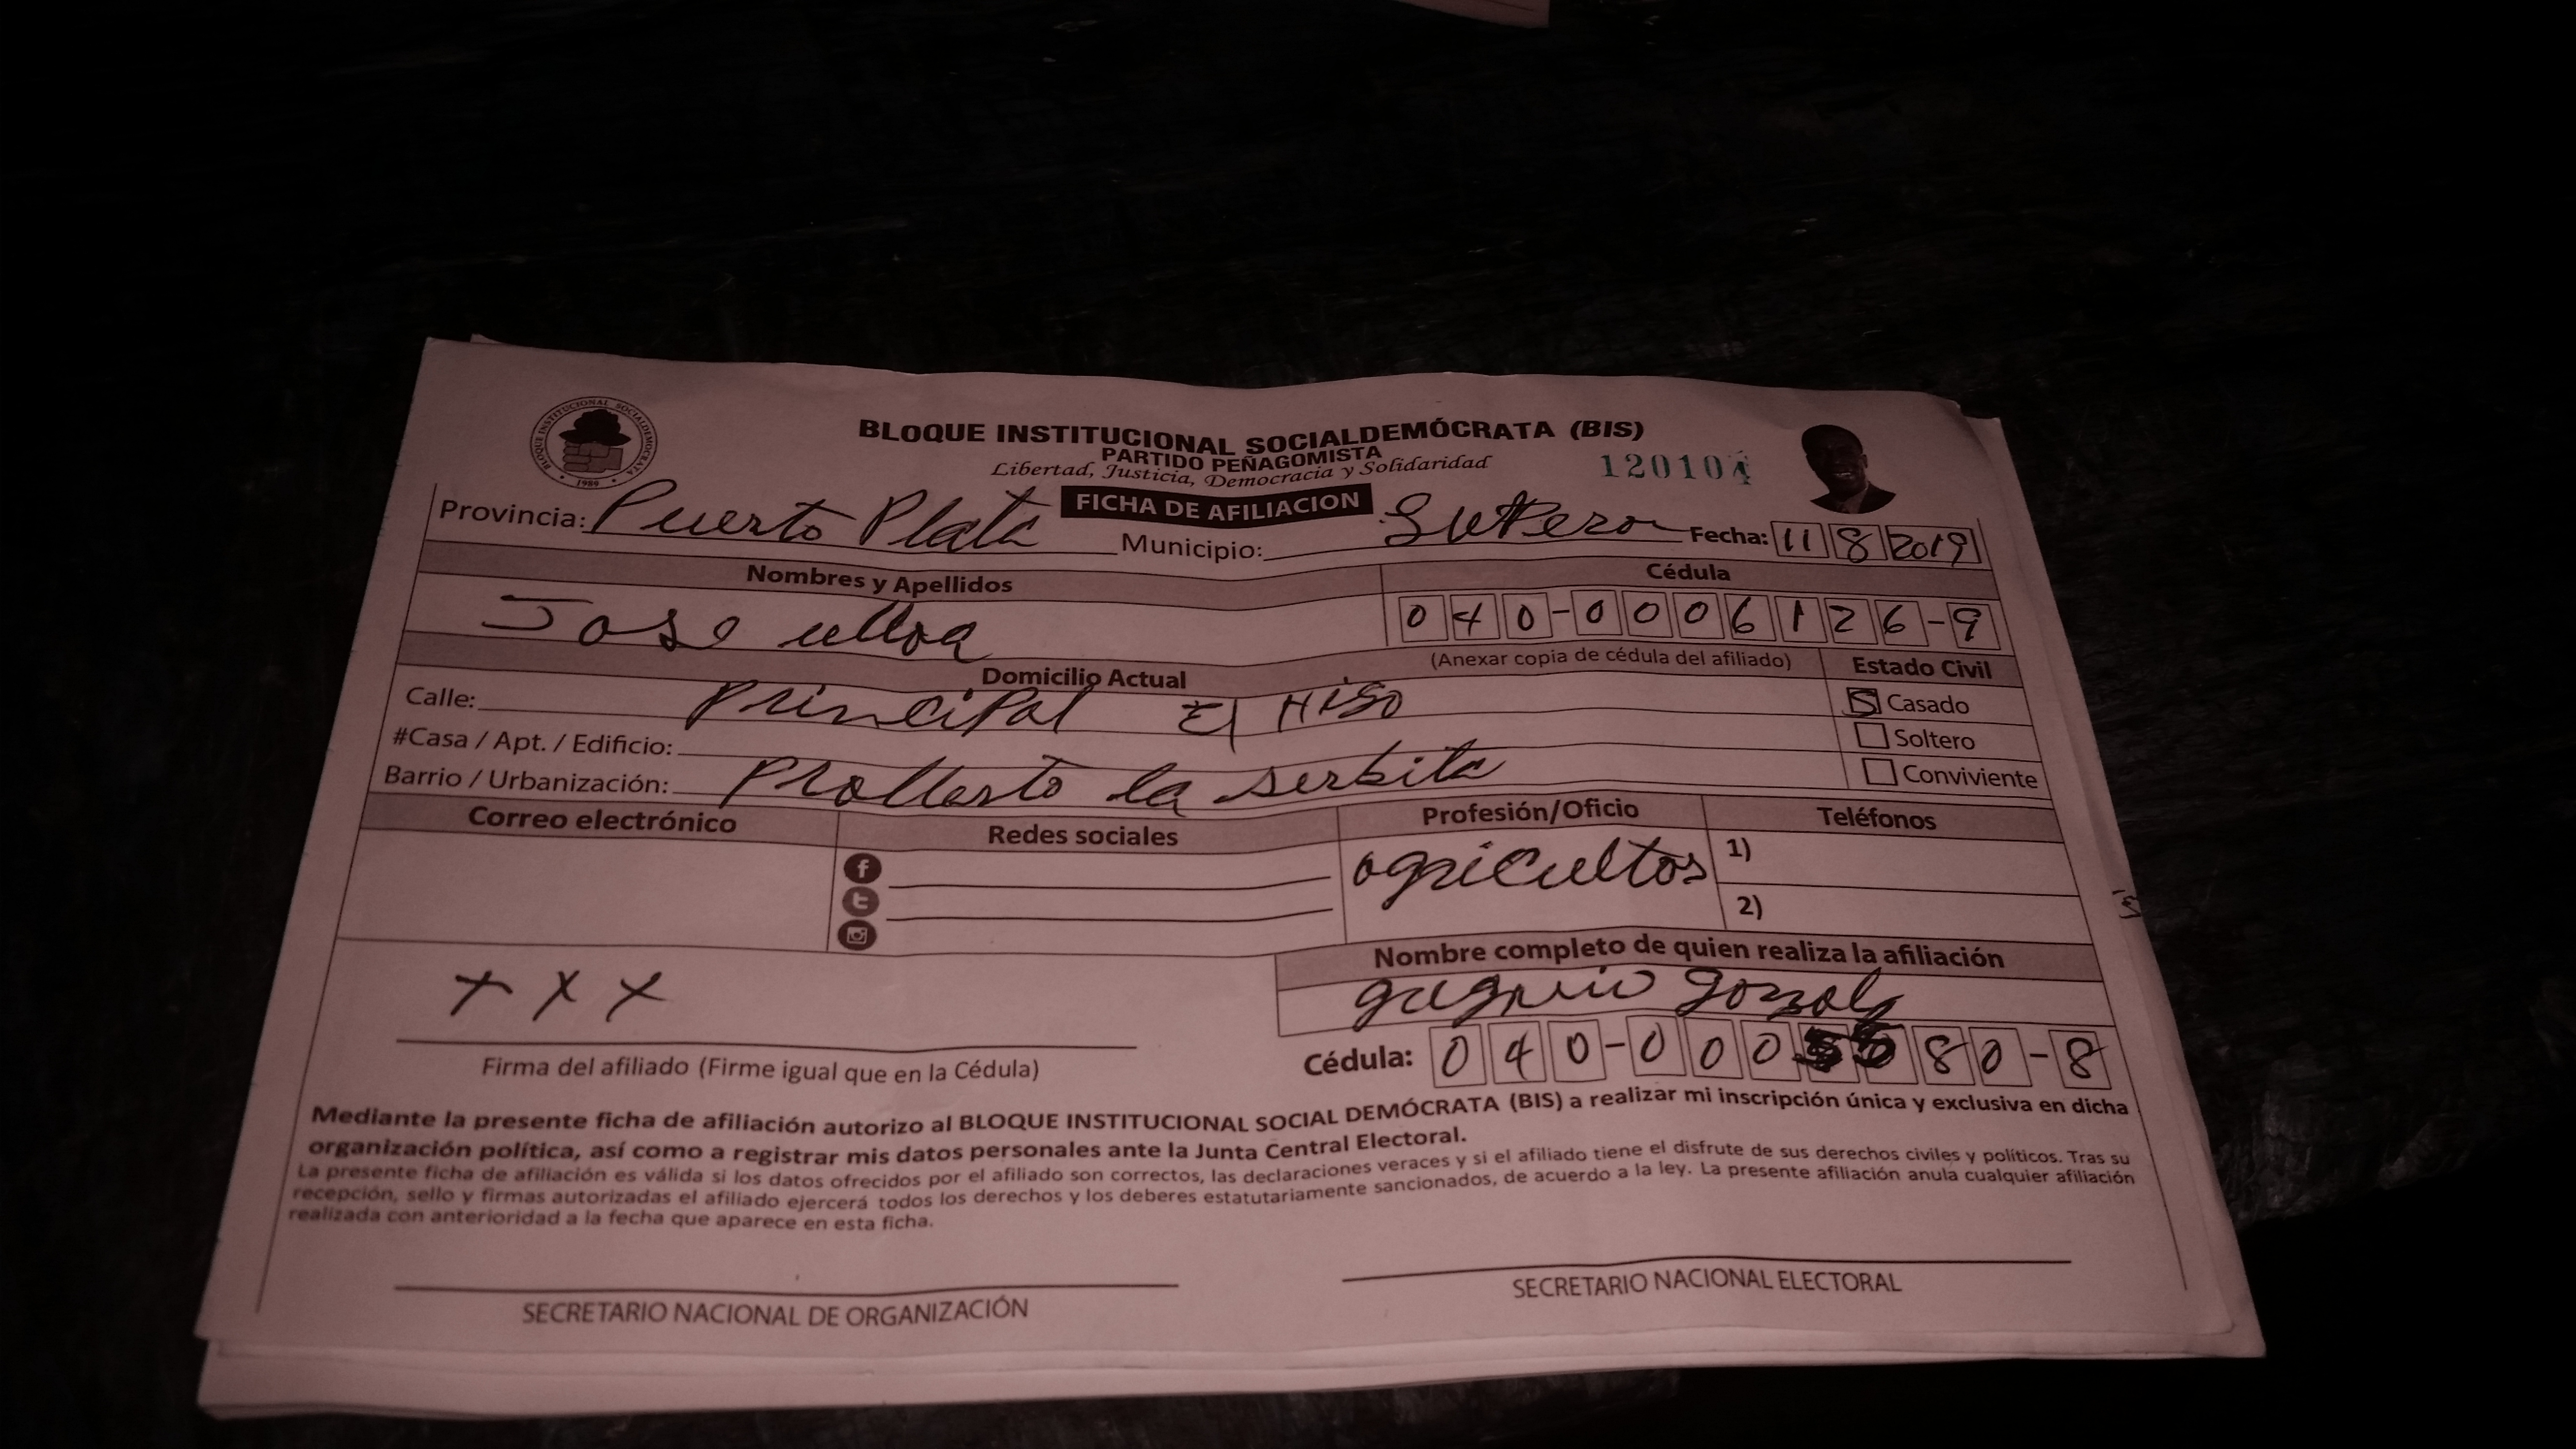 BLOQUE INSTITUCIONAL SOCIALDEMOCRATA
1989
BLOQUE INSTITUCIONAL SOCIALDEMÓCRATA (BIS)
PARTIDO PEÑAGOMISTA
Libertad, Justicia, Democracia y Solidaridad
120104
FICHA DE AFILIACION
Provincia: Puerto Plata Municipio: Fecha: 11 8 2019
Nombres y Apellidos Cédula
Jose ulloa 040-0006126-9
Domicilio Actual (Anexar copia de cédula del afiliado) Estado Civil
Calle: Principal El Hiso S Casado
#Casa / Apt. / Edificio: Soltero
Barrio / Urbanización: la serbita Conviviente
Correo electrónico Redes sociales Profesión/Oficio Teléfonos
agricultos 1)
2)
Nombre completo de quien realiza la afiliación
x x x
Firma del afiliado (Firme igual que en la Cédula) Cédula: 040-000 80-8
Mediante la presente ficha de afiliación autorizo al BLOQUE INSTITUCIONAL SOCIAL DEMÓCRATA (BIS) a realizar mi inscripción única y exclusiva en dicha
organización política, así como a registrar mis datos personales ante la Junta Central Electoral.
La presente ficha de afiliación es válida si los datos ofrecidos por el afiliado son correctos, las declaraciones veraces y si el afiliado tiene el disfrute de sus derechos civiles y políticos. Tras su
recepción, sello y firmas autorizadas el afiliado ejercerá todos los derechos y los deberes estatutariamente sancionados, de acuerdo a la ley. La presente afiliación anula cualquier afiliación
realizada con anterioridad a la fecha que aparece en esta ficha.
SECRETARIO NACIONAL DE ORGANIZACIÓN SECRETARIO NACIONAL ELECTORAL